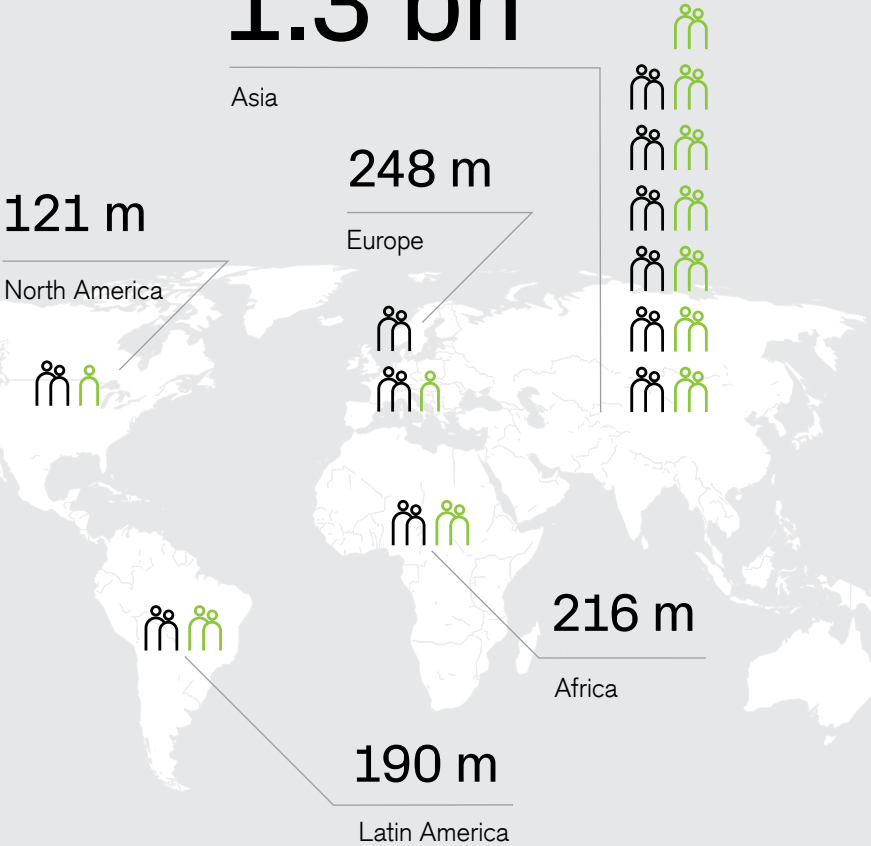 1.3 bn
Asia
248 m
Europe
121 m
North America
216 m
Africa
190 m
Latin America